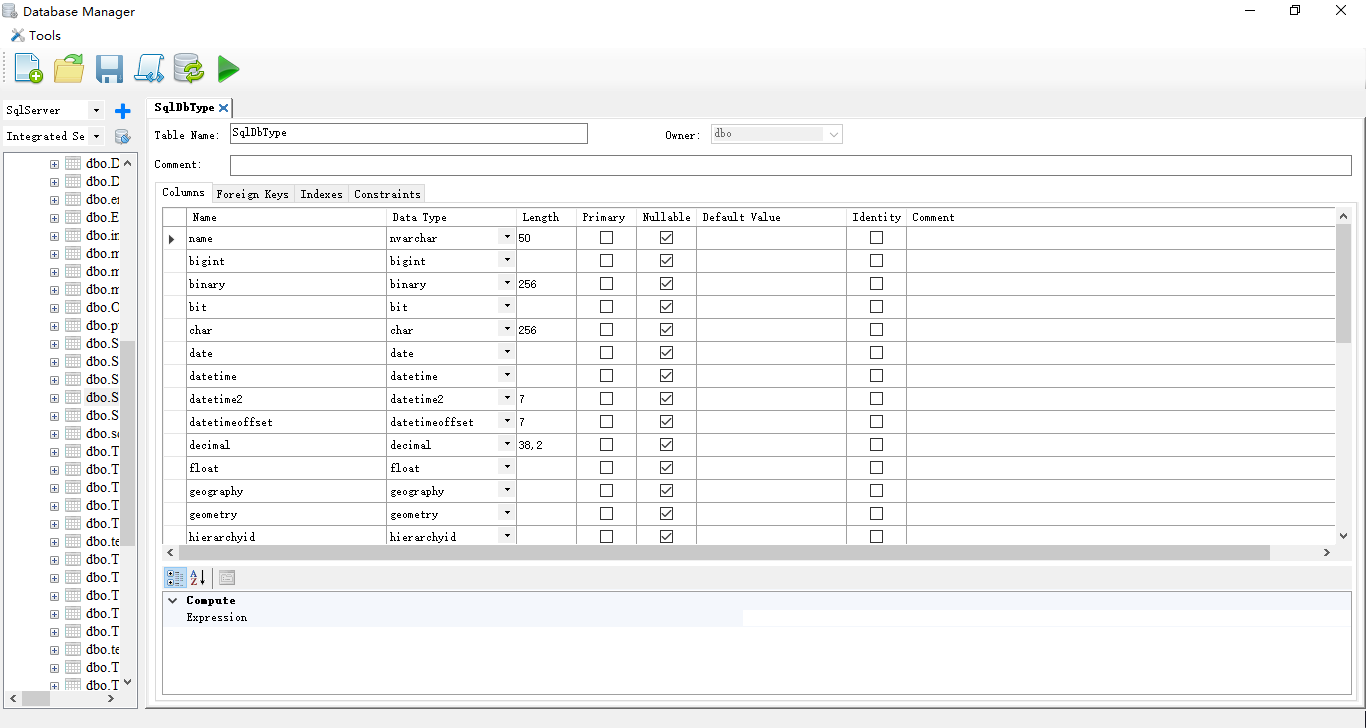 Database Manager
Tools
SqlServer
Integrated Se
dbo.D
dbo.D
dbo.er
dbo.E
dbo.in
dbo.m
dbo.m
dbo.m
dbo.O
dbo.p
dbo.S
dbo.S
dbo.S
dbo.S
dbo.S
dbo.sc
dbo.T
dbo.T
dbo.T
dbo.T
dbo.T
dbo.te
dbo.T
dbo.T
dbo.T
dbo.T
dbo.T
dbo.te
dbo.T
dbo.T
SqlDbType
Table Name: SqlDbType Owner: dbo
Comment:
Columns Foreign Keys Indexes Constraints
Name Data Type Length Primary Nullable Default Value Identity Comment
name nvarchar 50
bigint bigint
binary binary 256
bit bit
char char 256
date date
datetime datetime
datetime2 datetime2 7
datetimeoffset datetimeoffset 7
decimal decimal 38,2
float float
geography geography
geometry geometry
hierarchyid hierarchyid
Compute
Expression